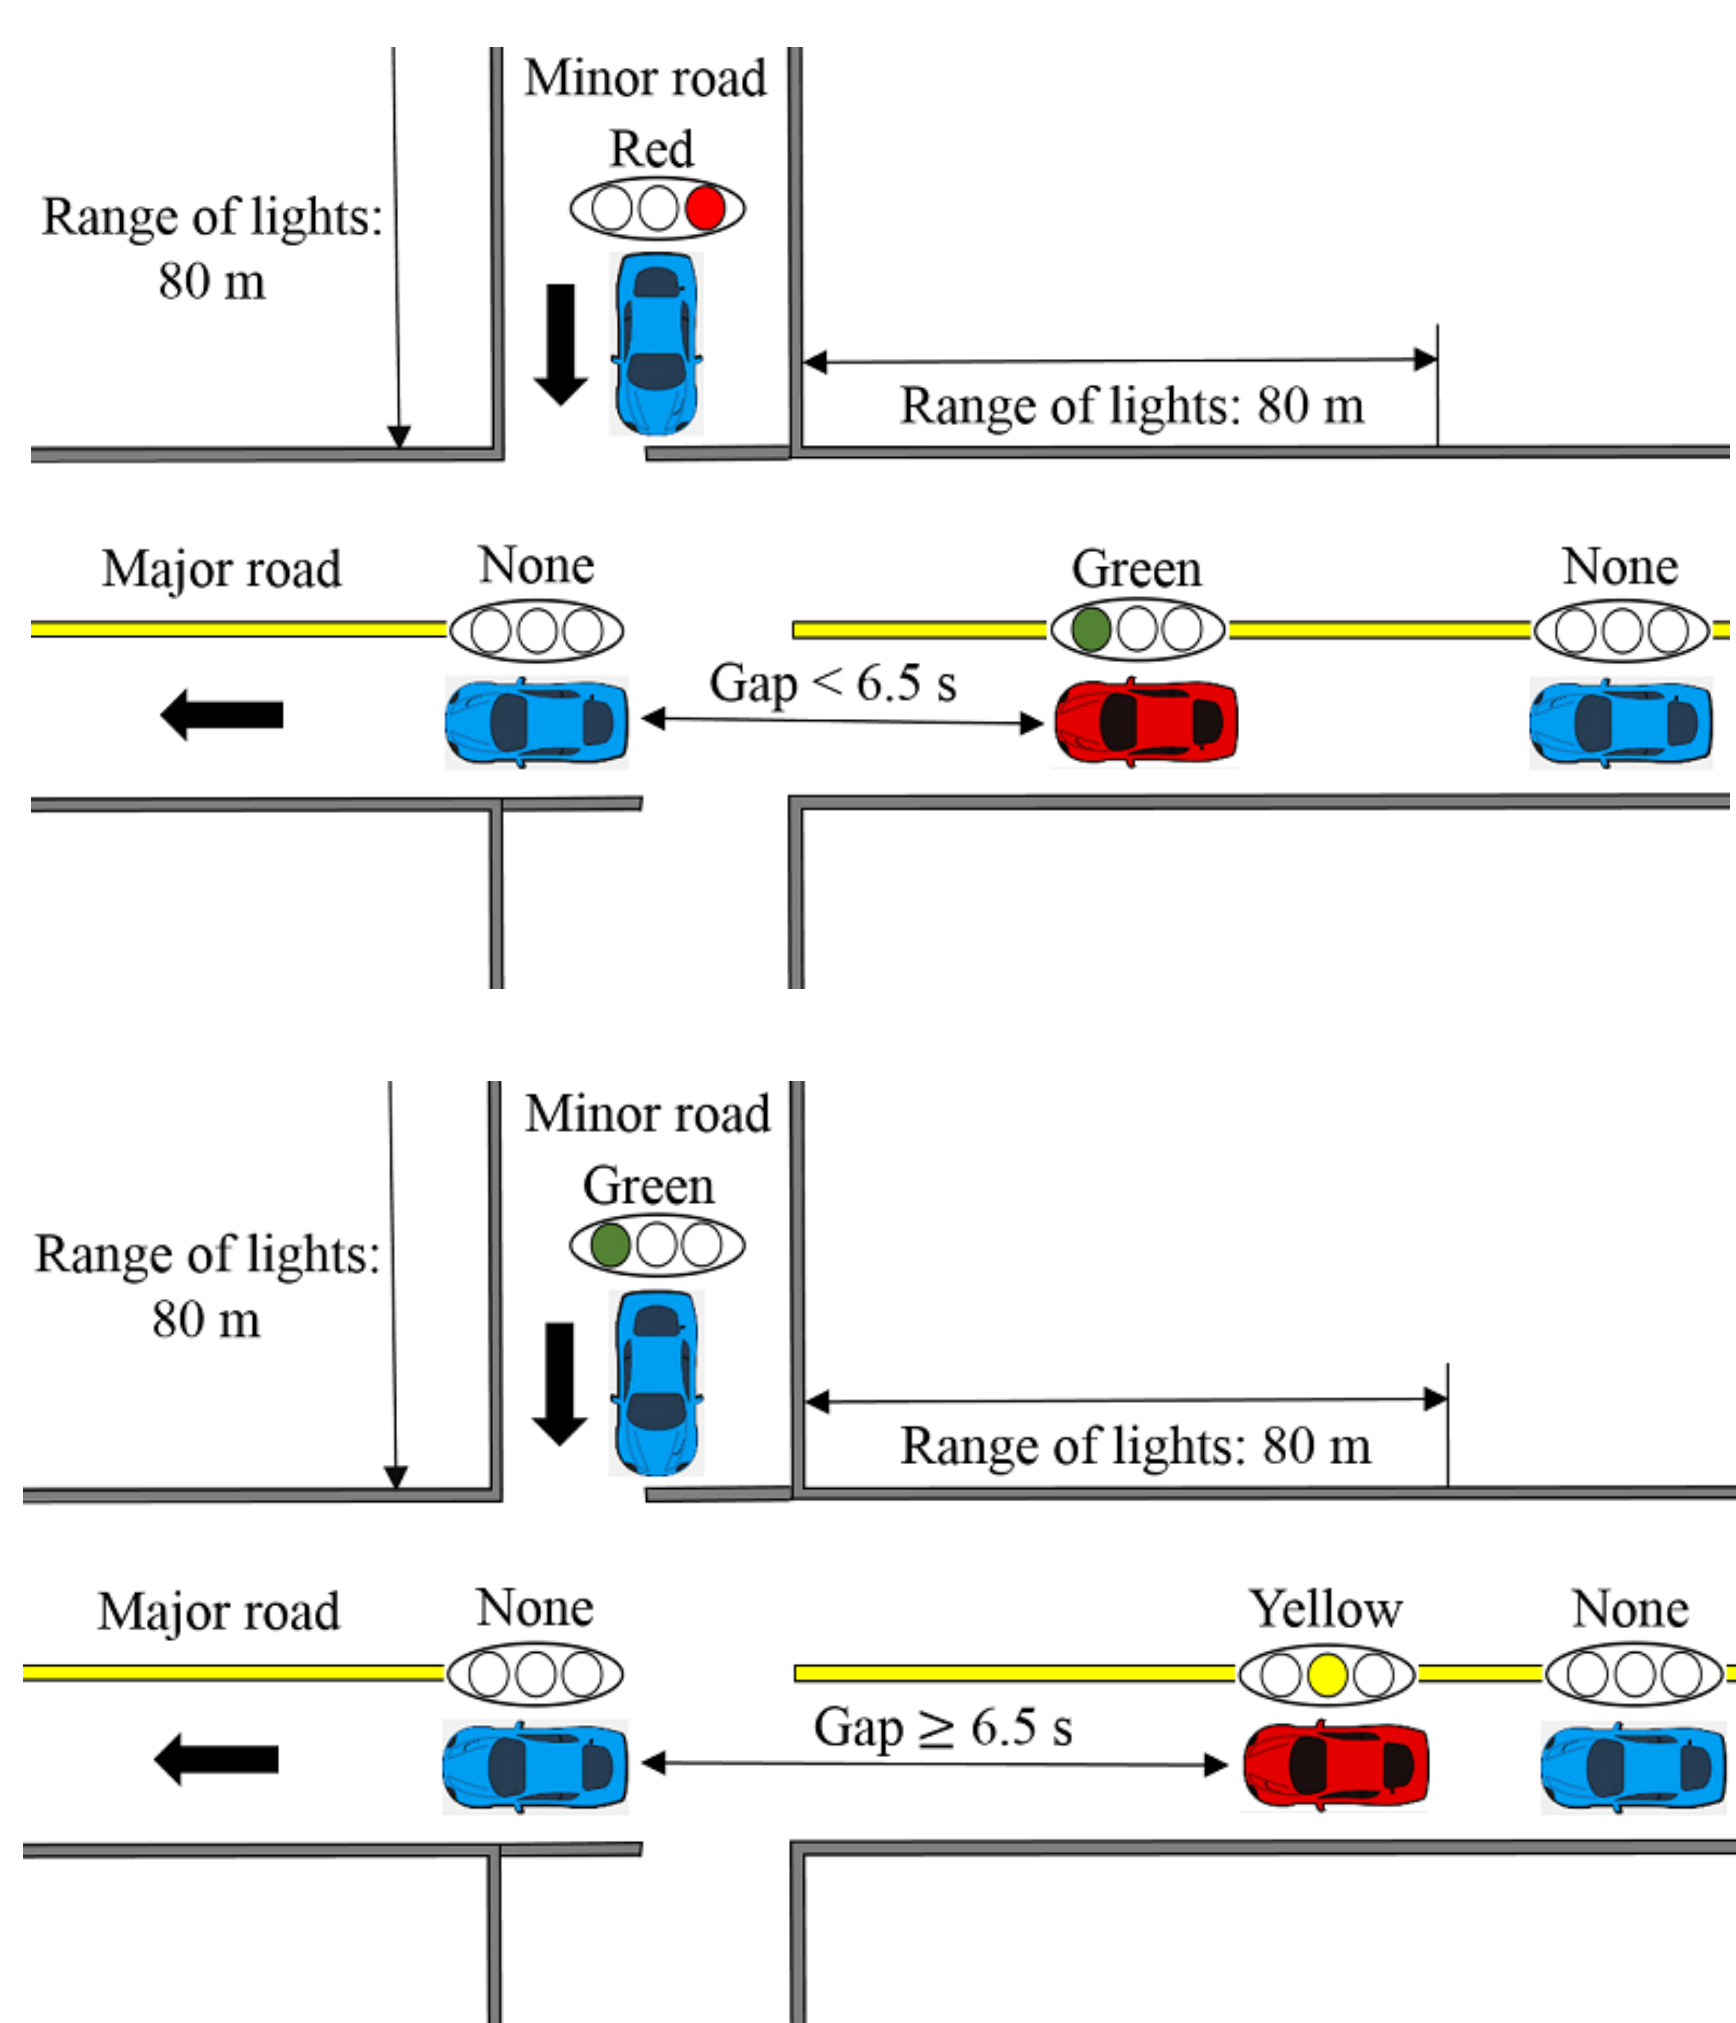 Minor road
Red
Range of lights:
80 m
Range of lights: 80 m
Major road
None
Green
None
Gap < 6.5 s
Minor road
Green
Range of lights:
80 m
Range of lights: 80 m
Major road
None
Yellow
None
Gap ≥ 6.5 s